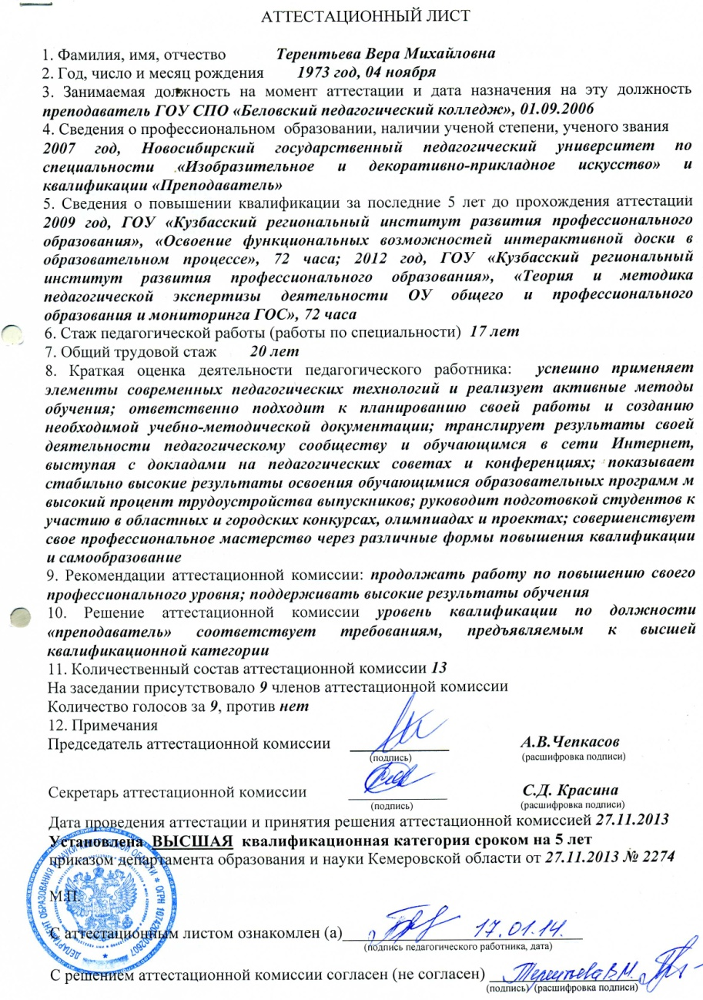 АТТЕСТАЦИОННЫЙ ЛИСТ
1. Фамилия, имя, отчество Терентьева Вера Михайловна
2. Год, число и месяц рождения 1973 год, 04 ноября
3. Занимаемая должность на момент аттестации и дата назначения на эту должность
преподаватель ГОУ СПО «Беловский педагогический колледж», 01.09.2006
4. Сведения о профессиональном образовании, наличии ученой степени, ученого звания
2007 год, Новосибирский государственный педагогический университет по
специальности «Изобразительное и декоративно-прикладное искусство» и
квалификации «Преподаватель»
5. Сведения о повышении квалификации за последние 5 лет до прохождения аттестаций
2009 год, ГОУ «Кузбасский региональный институт развития профессионального
образования», «Освоение функциональных возможностей интерактивной доски в
образовательном процессе», 72 часа; 2012 год, ГОУ «Кузбасский региональный
институт развития профессионального образования», «Теория и методика
педагогической экспертизы деятельности ОУ общего и профессионального
образования и мониторинга ГОС», 72 часа
6. Стаж педагогической работы (работы по специальности) 17 лет
7. Общий трудовой стаж 20 лет
8. Краткая оценка деятельности педагогического работника: успешно применяет
элементы современных педагогических технологий и реализует активные методы
обучения; ответственно подходит к планированию своей работы и созданию
необходимой учебно-методической документации; транслирует результаты своей
деятельности педагогическому сообществу и обучающимся в сети Интернет,
выступая с докладами на педагогических советах и конференциях; показывает
стабильно высокие результаты освоения обучающимися образовательных программ м
высокий процент трудоустройства выпускников; руководит подготовкой студентов к
участию в областных и городских конкурсах, олимпиадах и проектах; совершенствует
свое профессиональное мастерство через различные формы повышения квалификации
и самообразование
9. Рекомендации аттестационной комиссии: продолжать работу по повышению своего
профессионального уровня; поддерживать высокие результаты обучения
10. Решение аттестационной комиссии уровень квалификации по должности
«преподаватель» соответствует требованиям, предъявляемым к высшей
квалификационной категории
11. Количественный состав аттестационной комиссии 13
На заседании присутствовало 9 членов аттестационной комиссии
Количество голосов за 9, против нет
12. Примечания
Председатель аттестационной комиссии А.В.Чепкасов
(подпись) (расшифровка подписи)
Секретарь аттестационной комиссии С.Д. Красина
(подпись) (расшифровка подписи)
Дата проведения аттестации и принятия решения аттестационной комиссией 27.11.2013
Установлена ВЫСШАЯ квалификационная категория сроком на 5 лет
приказом департамента образования и науки Кемеровской области от 27.11.2013 № 2274
ДЕПАРТАМЕНТ ОБРАЗОВАНИЯ И НАУКИ КЕМЕРОВСКОЙ ОБЛАСТИ
М.П.
С аттестационным листом ознакомлен (а) 17.01.14.
(подпись педагогического работника, дата)
С решением аттестационной комиссии согласен (не согласен) Терентьева В.М.
(подпись) (расшифровка подписи)